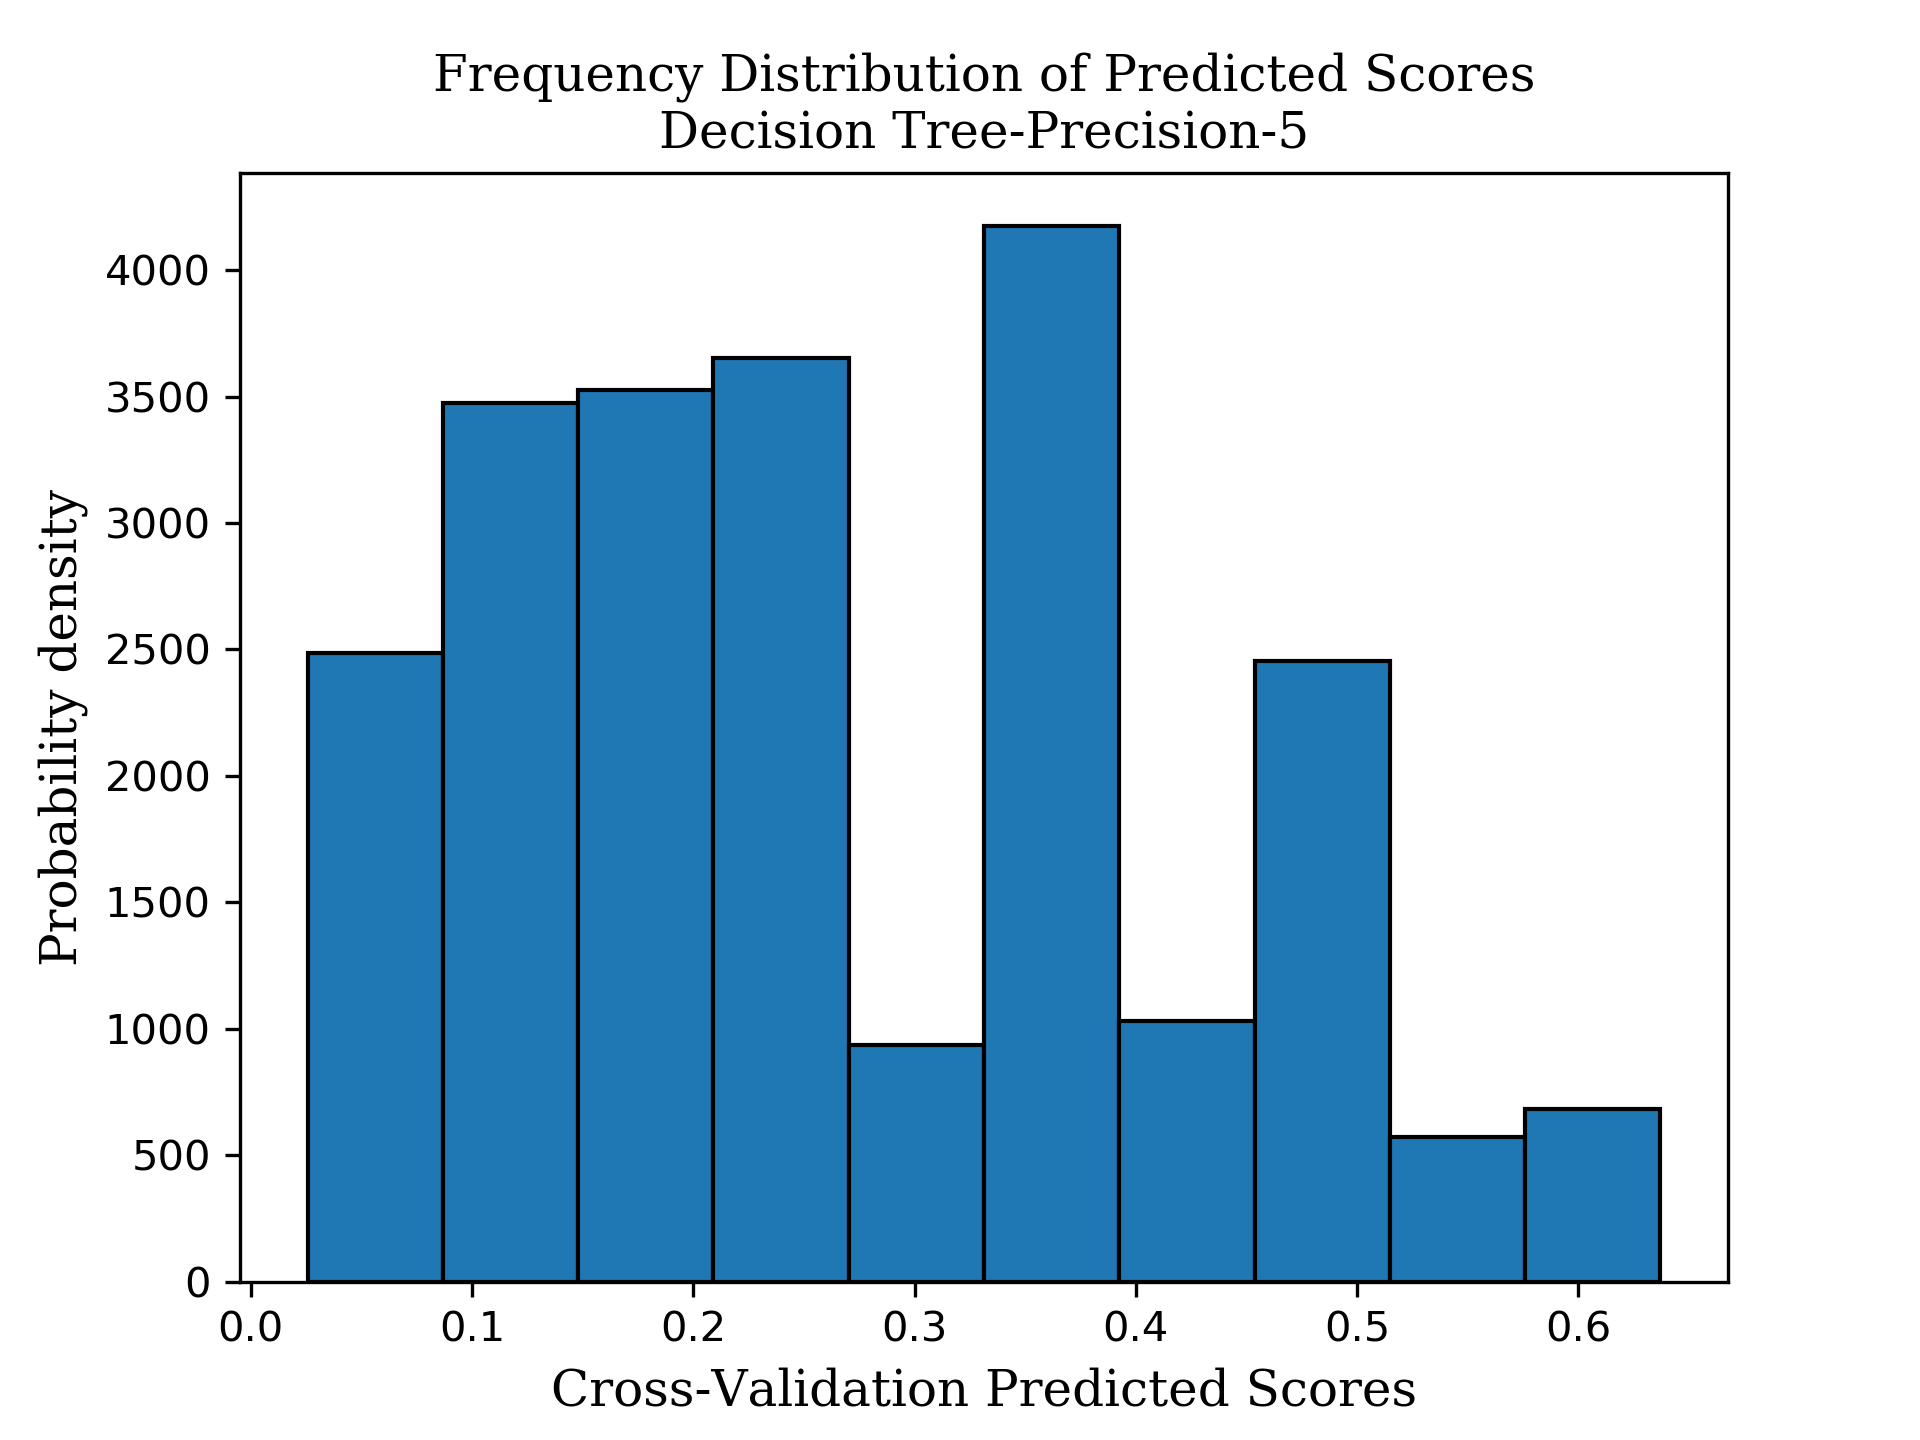 Frequency Distribution of Predicted Scores
Decision Tree-Precision-5
Probability density
4000
3500
3000
2500
2000
1500
1000
500
0
0.0 0.1 0.2 0.3 0.4 0.5 0.6
Cross-Validation Predicted Scores